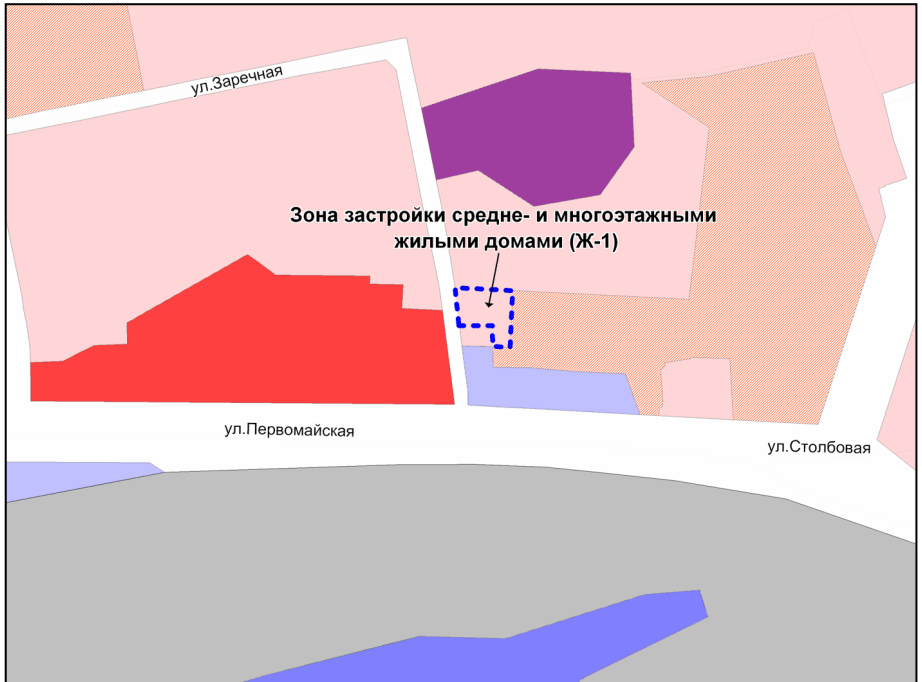 ул.Заречная
Зона застройки средне- и многоэтажными
жилыми домами (Ж-1)
ул.Первомайская
ул.Столбовая